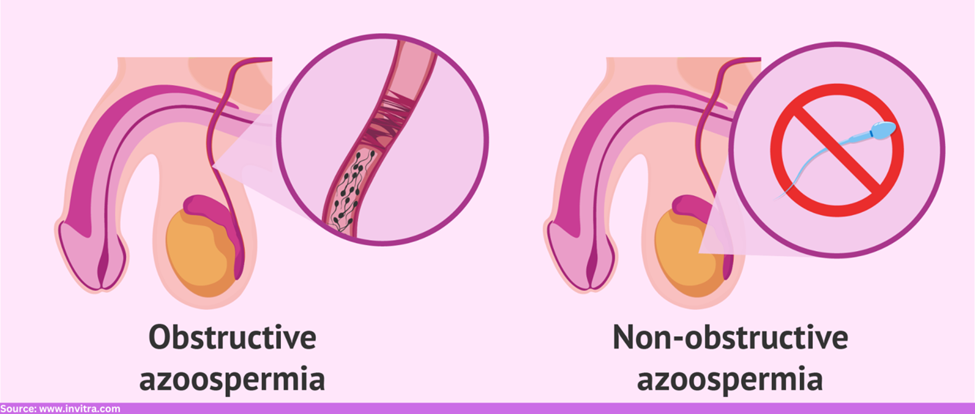 Obstructive
azoospermia
Non-obstructive
azoospermia
Source: www.invitra.com